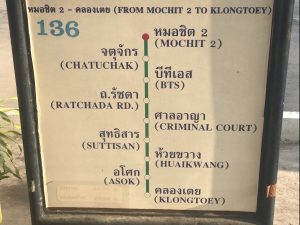 หมอชิต 2 - คลองเตย (FROM MOCHIT 2 TO KLONGTOEY)
136
หมอชิต 2
(MOCHIT 2)
จตุจักร
(CHATUCHAK)
บีทีเอส
(BTS)
ถ.รัชดา
(RATCHADA RD.)
ศาลอาญา
(CRIMINAL COURT)
สุทธิสาร
(SUTTISAN)
ห้วยขวาง
(HUAIKWANG)
อโศก
(ASOK)
คลองเตย
(KLONGTOEY)